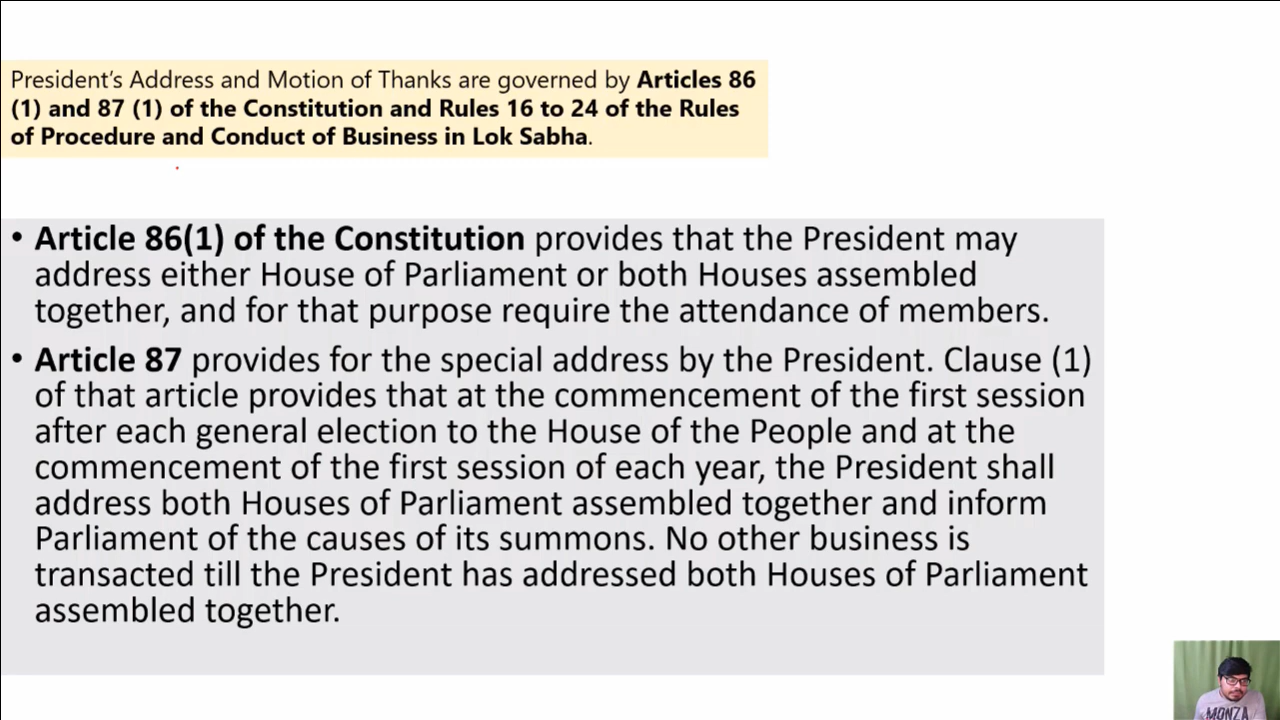 President's Address and Motion of Thanks are governed by Articles 86
(1) and 87 (1) of the Constitution and Rules 16 to 24 of the Rules
of Procedure and Conduct of Business in Lok Sabha.
• Article 86(1) of the Constitution provides that the President may
address either House of Parliament or both Houses assembled
together, and for that purpose require the attendance of members.
• Article 87 provides for the special address by the President. Clause (1)
of that article provides that at the commencement of the first session
after each general election to the House of the People and at the
commencement of the first session of each year, the President shall
address both Houses of Parliament assembled together and inform
Parliament of the causes of its summons. No other business is
transacted till the President has addressed both Houses of Parliament
assembled together.
MONZA